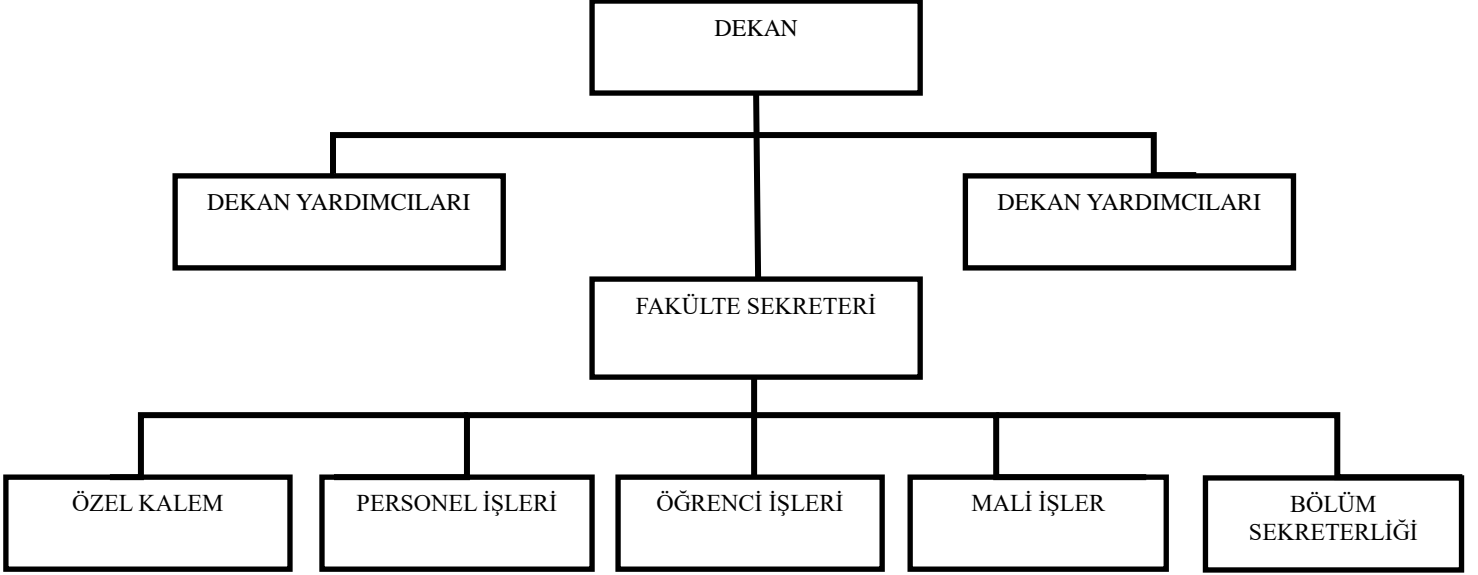 DEKAN
DEKAN YARDIMCILARI
DEKAN YARDIMCILARI
FAKÜLTE SEKRETERİ
ÖZEL KALEM
PERSONEL İŞLERİ
ÖĞRENCİ İŞLERİ
MALİ İŞLER
BÖLÜM
SEKRETERLİĞİ